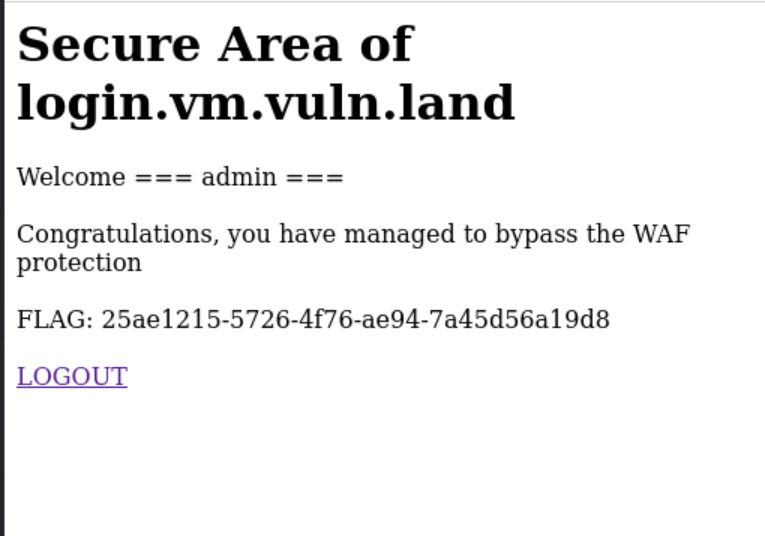 Secure Area of
login.vm.vuln.land
Welcome === admin ===
Congratulations, you have managed to bypass the WAF
protection
FLAG: 25ae1215-5726-4f76-ae94-7a45d56a19d8
LOGOUT